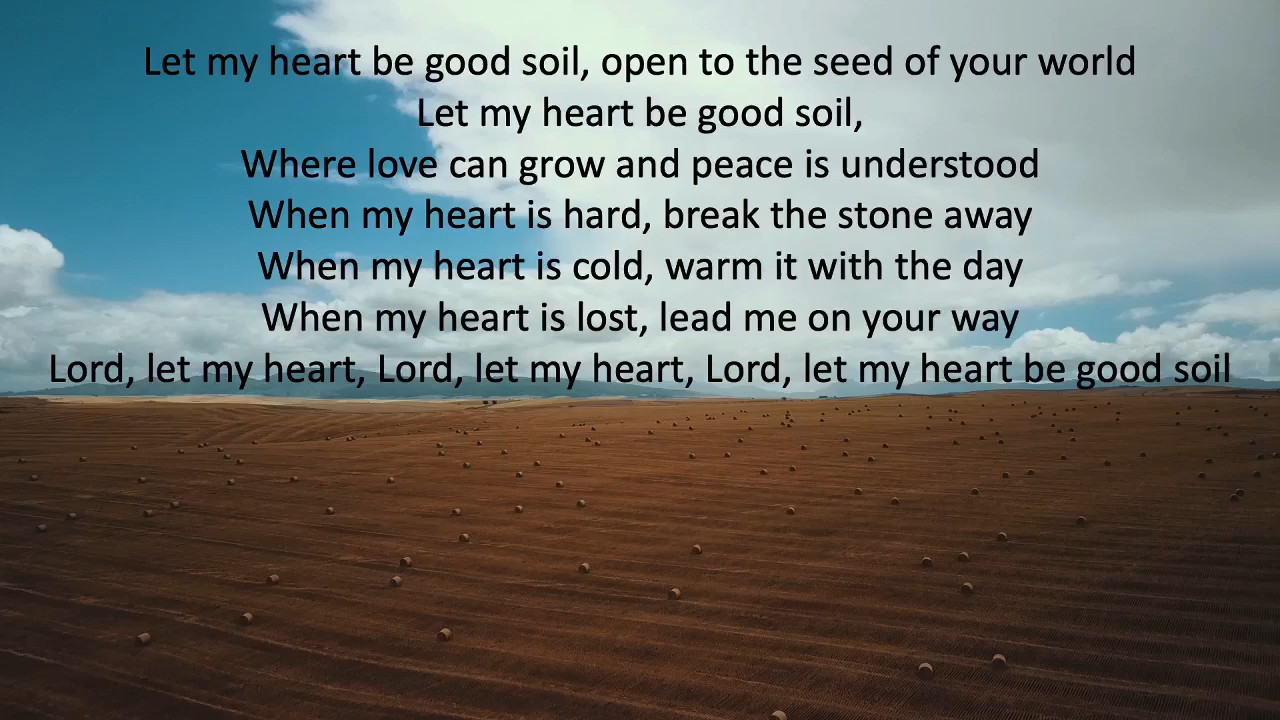 Let my heart be good soil, open to the seed of your world
Let my heart be good soil,
Where love can grow and peace is understood
When my heart is hard, break the stone away
When my heart is cold, warm it with the day
When my heart is lost, lead me on your way
Lord, let my heart, Lord, let my heart, Lord, let my heart be good soil